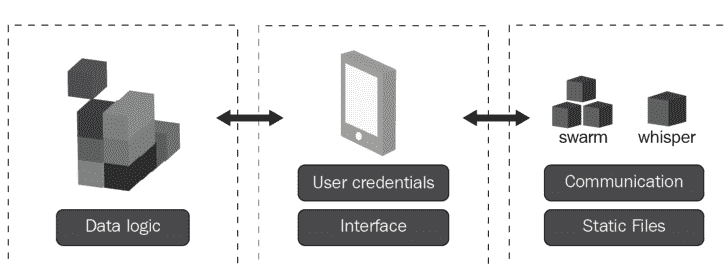 Data logic
User credentials
Interface
swarm
whisper
Communication
Static Files